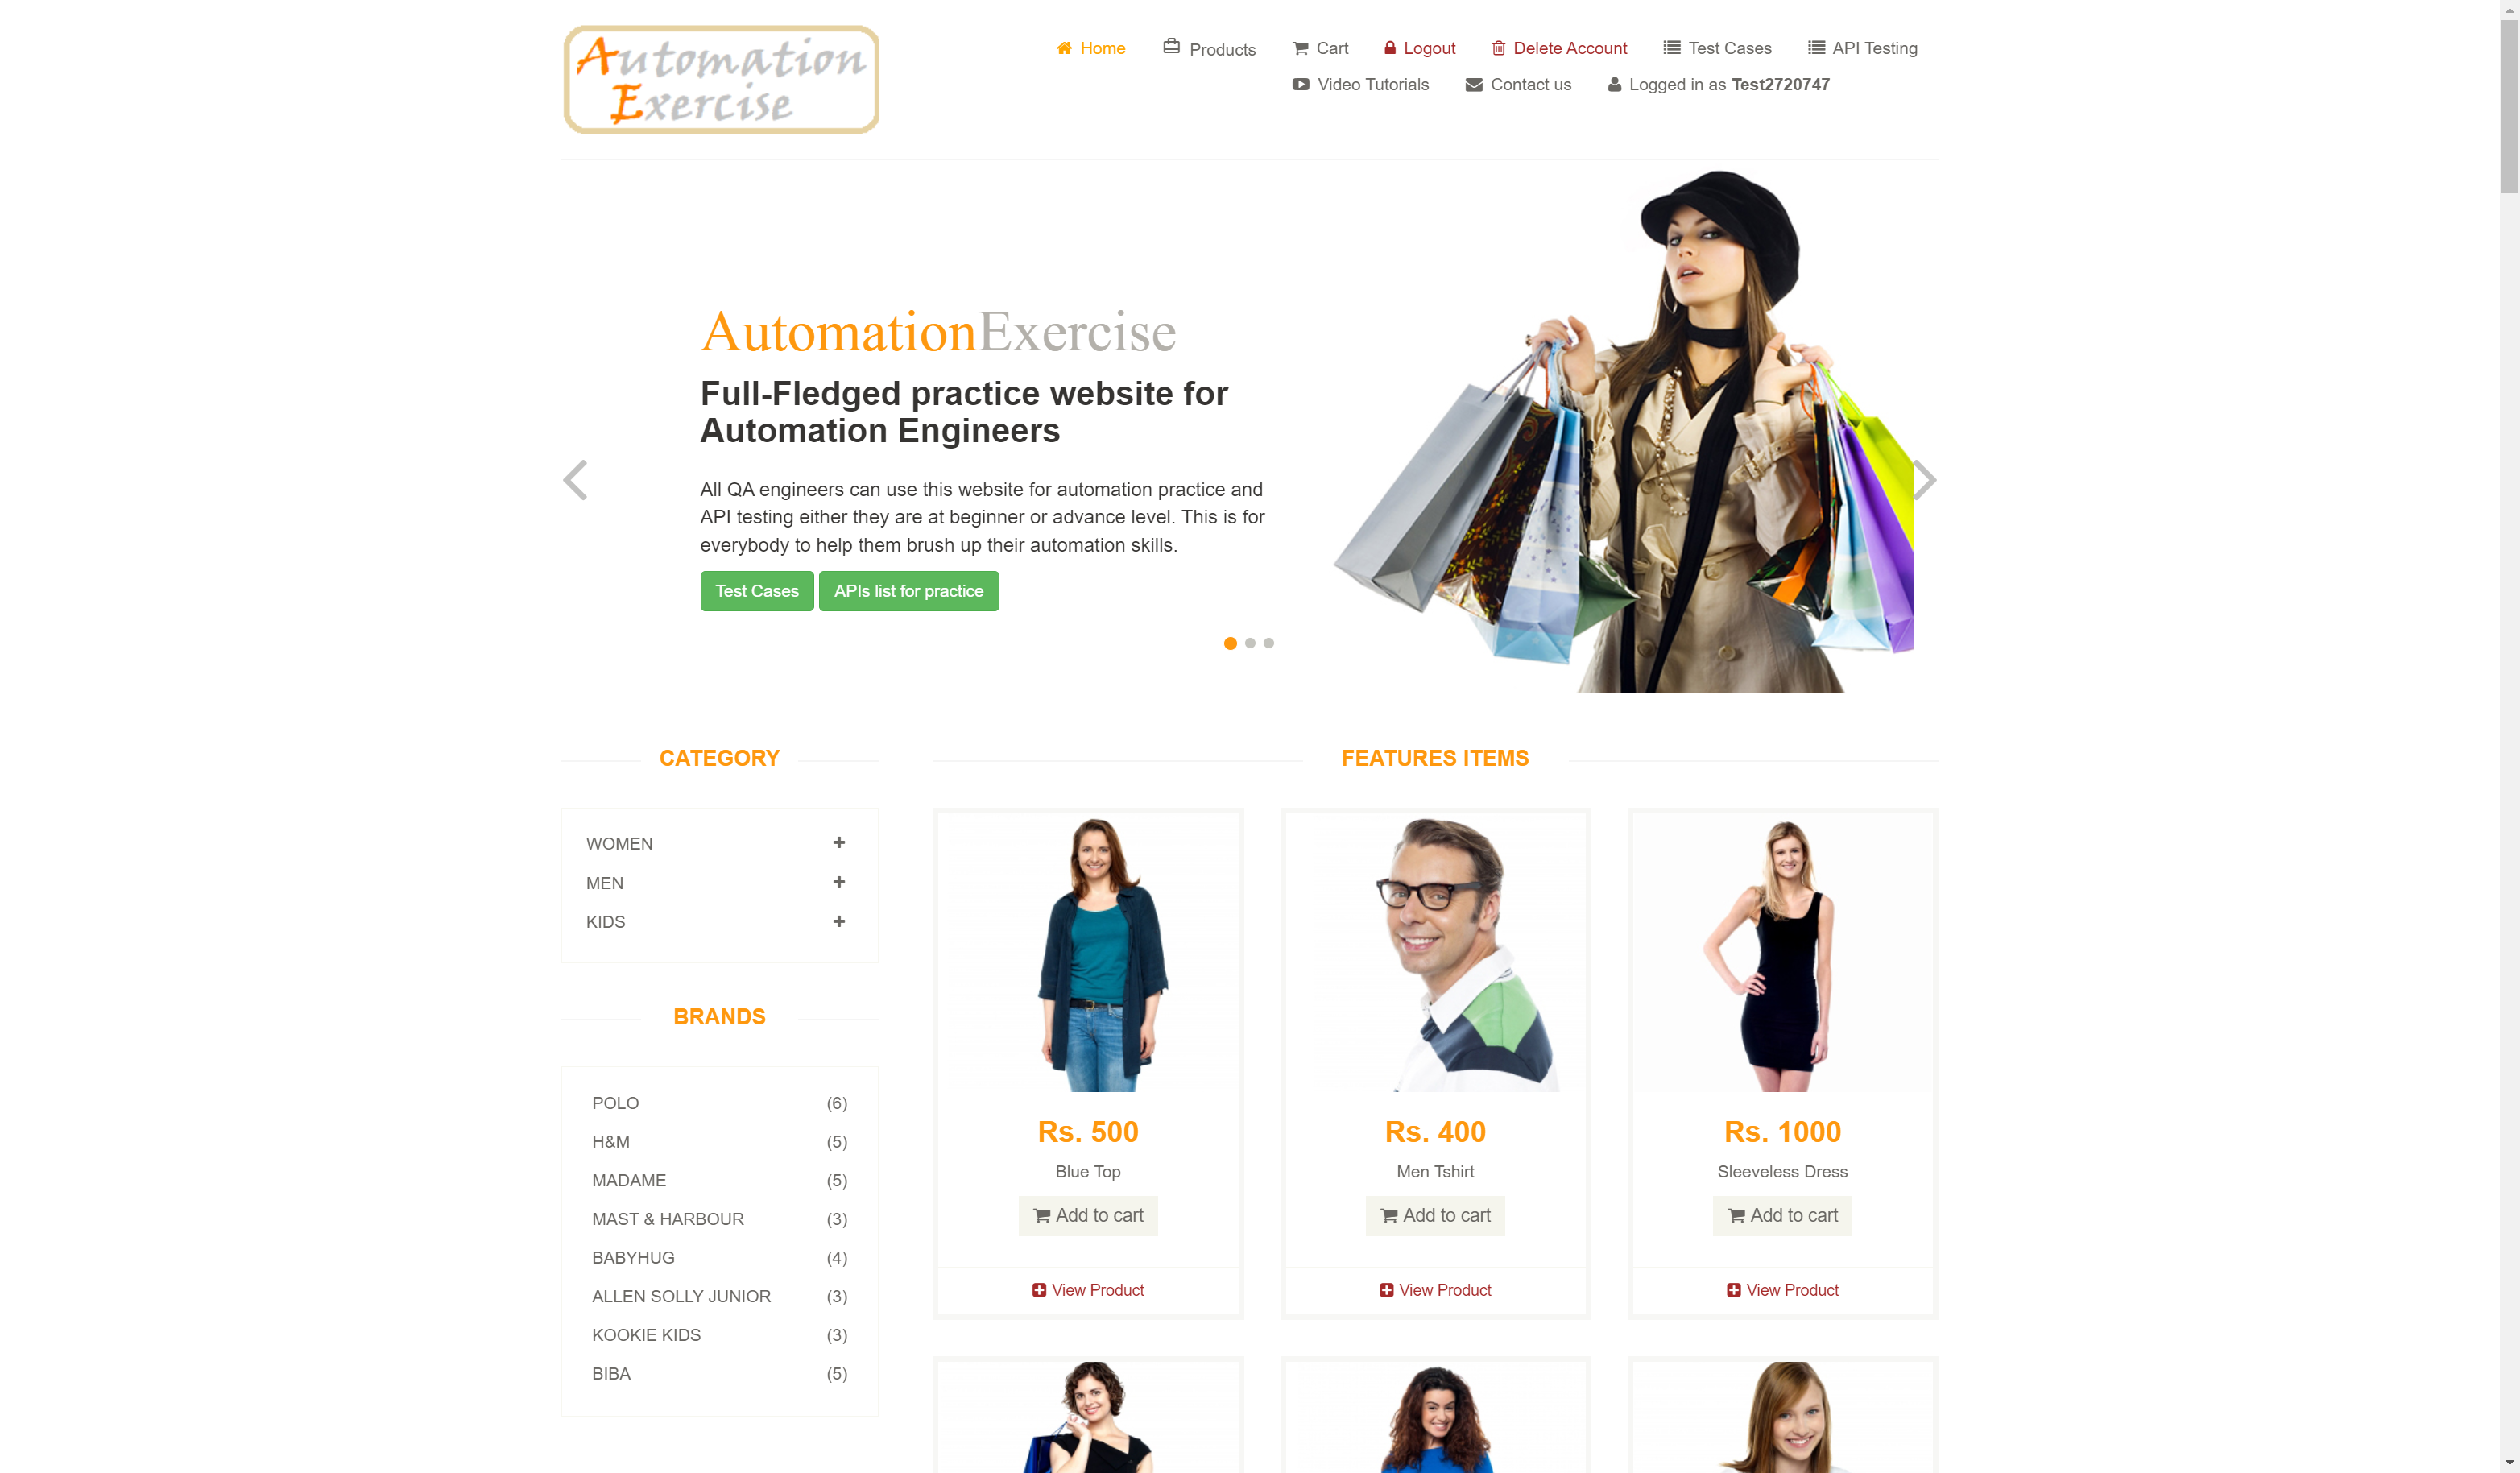 Automation
Exercise
Home Products Cart Logout Delete Account Test Cases API Testing
Video Tutorials Contact us Logged in as Test2720747
AutomationExercise
Full-Fledged practice website for
Automation Engineers
All QA engineers can use this website for automation practice and
API testing either they are at beginner or advance level. This is for
everybody to help them brush up their automation skills.
Test Cases APIs list for practice
CATEGORY
WOMEN
MEN
KIDS
BRANDS
POLO (6)
H&M (5)
MADAME (5)
MAST & HARBOUR (3)
BABYHUG (4)
ALLEN SOLLY JUNIOR (3)
KOOKIE KIDS (3)
BIBA (5)
FEATURES ITEMS
Rs. 500
Blue Top
Add to cart
View Product
Rs. 400
Men Tshirt
Add to cart
View Product
Rs. 1000
Sleeveless Dress
Add to cart
View Product